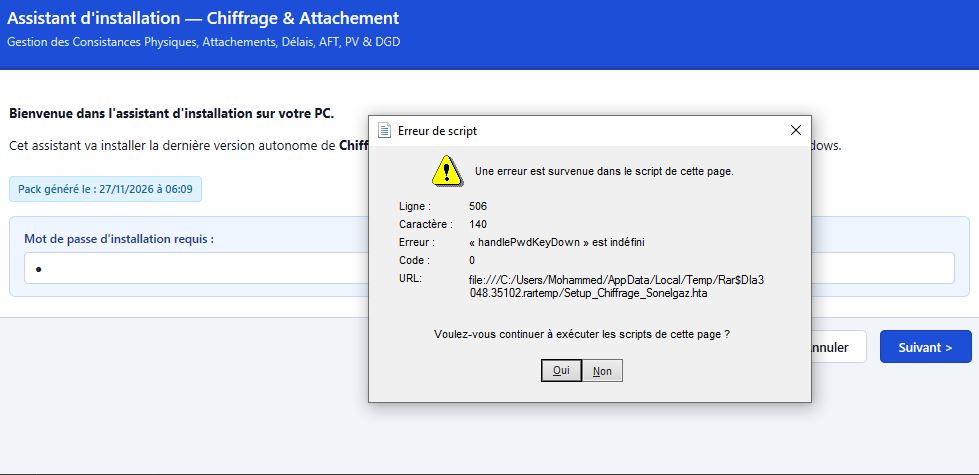 Assistant d'installation — Chiffrage & Attachement
Gestion des Consistances Physiques, Attachements, Délais, AFT, PV & DGD
Bienvenue dans l'assistant d'installation sur votre PC.
Cet assistant va installer la dernière version autonome de Chiff
dows.
Pack généré le : 27/11/2026 à 06:09
Mot de passe d'installation requis :
Erreur de script
Une erreur est survenue dans le script de cette page.
Ligne : 506
Caractère : 140
Erreur : « handlePwdKeyDown » est indéfini
Code : 0
URL: file:///C:/Users/Mohammed/AppData/Local/Temp/Rar$DIa3
048.35102.rartemp/Setup_Chiffrage_Sonelgaz.hta
Voulez-vous continuer à exécuter les scripts de cette page ?
Oui
Non
nnuler
Suivant >